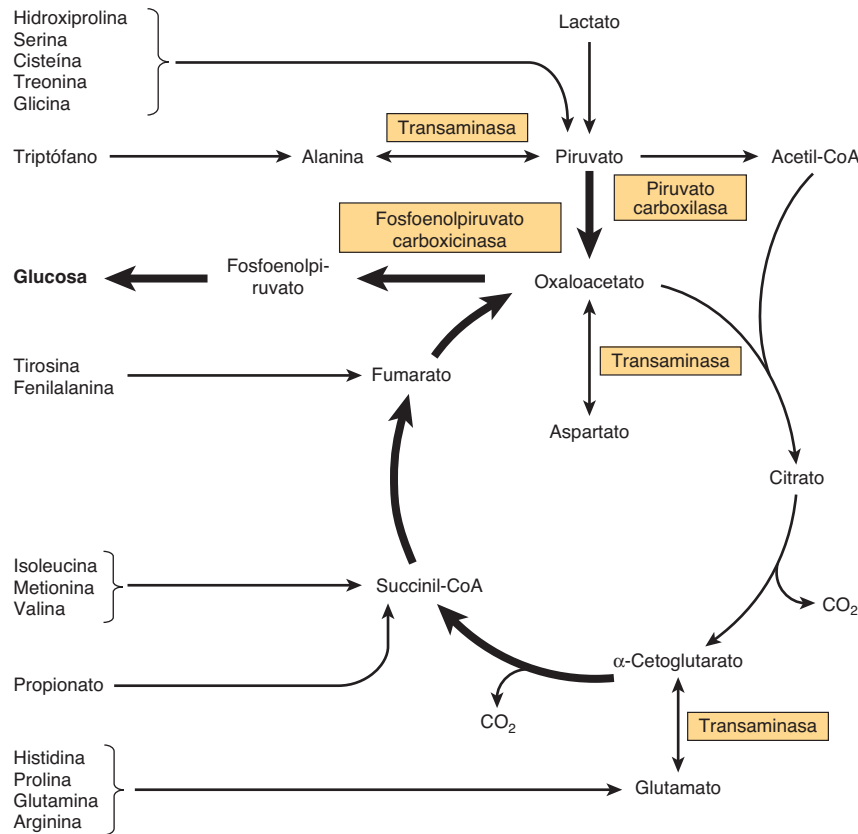 Hidroxiprolina
Serina
Cisteína
Treonina
Glicina
Lactato
Transaminasa
Triptófano
Alanina
Piruvato
Acetil-CoA
Piruvato
carboxilasa
Fosfoenolpiruvato
carboxicinasa
Glucosa
Fosfoenolpi-
ruvato
Oxaloacetato
Tirosina
Fenilalanina
Fumarato
Transaminasa
Aspartato
Citrato
Isoleucina
Metionina
Valina
Succinil-CoA
CO₂
α-Cetoglutarato
Propionato
CO₂
Transaminasa
Histidina
Prolina
Glutamina
Arginina
Glutamato